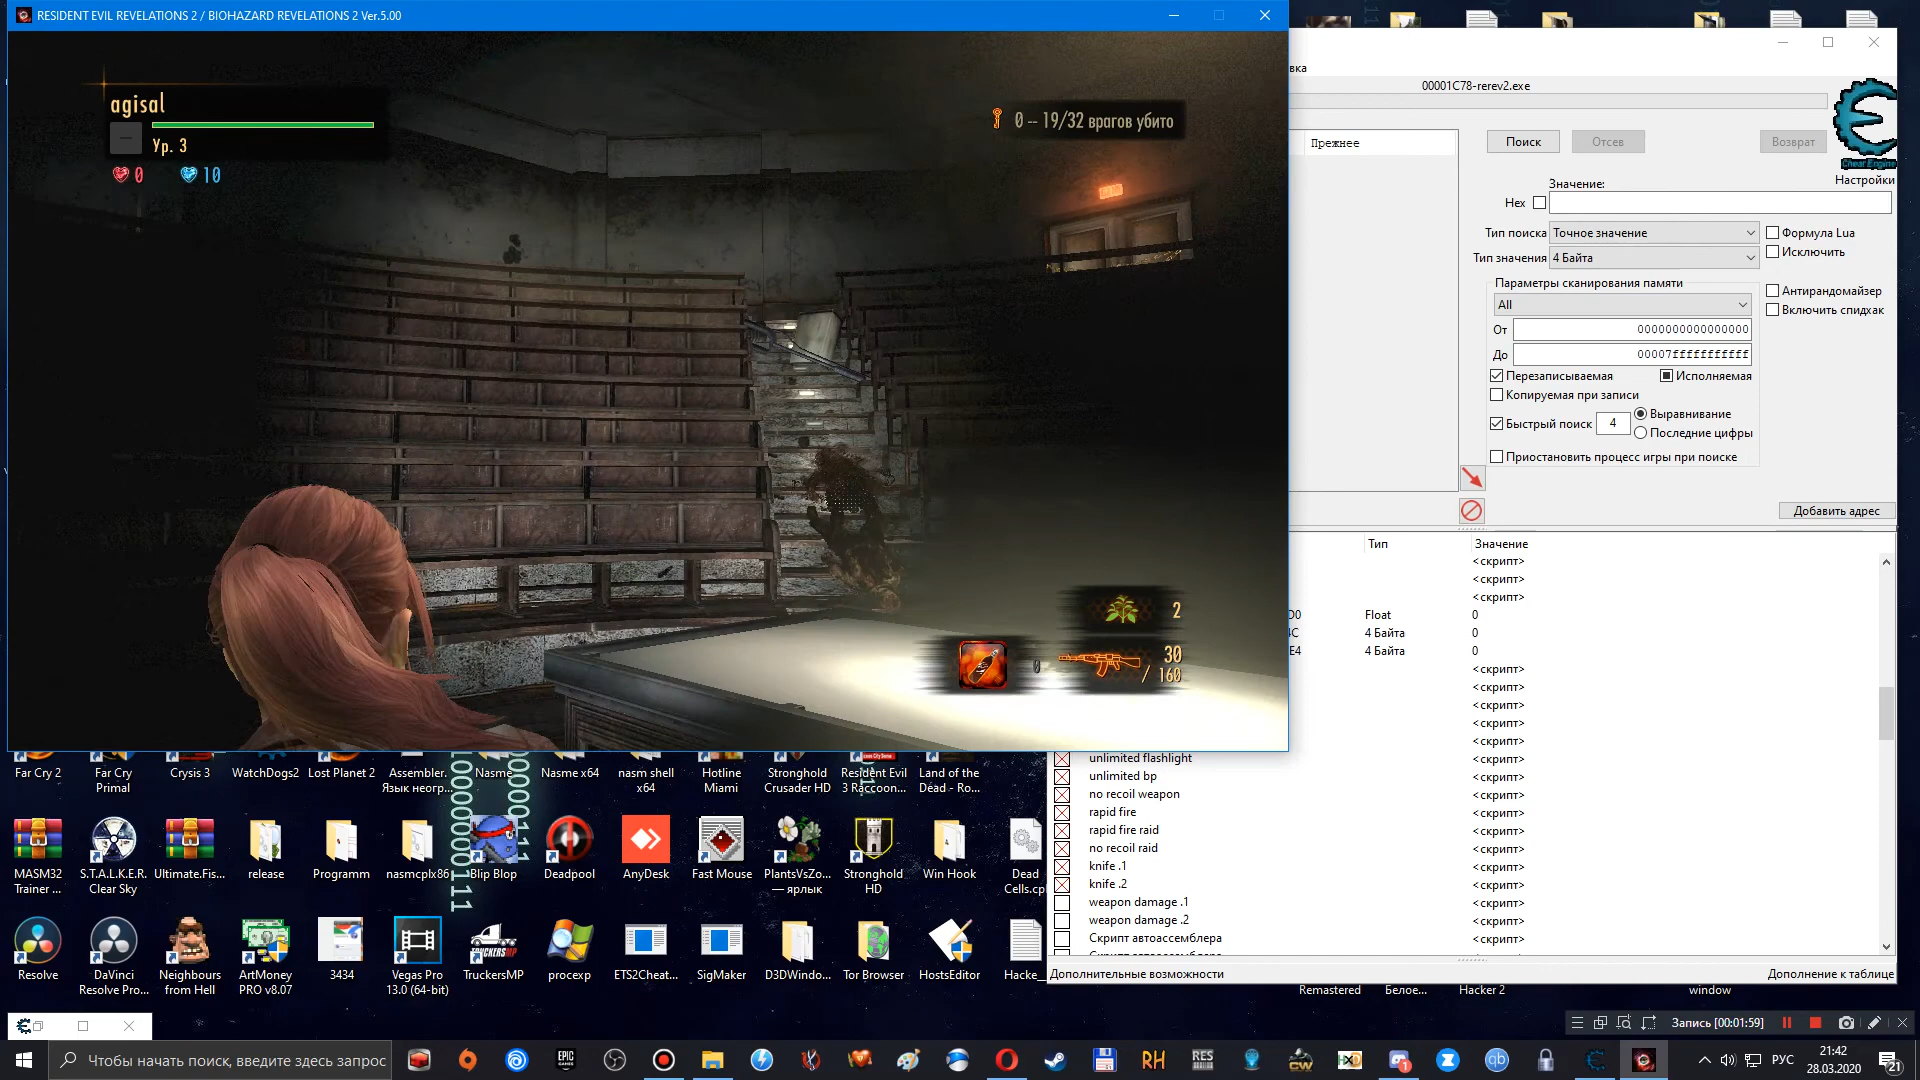 RESIDENT EVIL REVELATIONS 2 / BIOHAZARD REVELATIONS 2 Ver.5.00
agisal
Ур. 3
0
10
0 -- 19/32 врагов убито
2
0
30
/ 160
вка
00001C78-rerev2.exe
Прежнее
Поиск
Отсев
Возврат
Cheat Engine
Настройки
Значение:
Hex
Тип поиска
Точное значение
Формула Lua
Тип значения
4 Байта
Исключить
Параметры сканирования памяти
All
Антирандомайзер
Включить спидхак
От
0000000000000000
До
00007fffffffffff
Перезаписываемая
Исполняемая
Копируемая при записи
Быстрый поиск
4
Выравнивание
Последние цифры
Приостановить процесс игры при поиске
Добавить адрес
Тип
Значение
<скрипт>
<скрипт>
<скрипт>
D0 Float 0
4 Байта 0
E4 4 Байта 0
<скрипт>
<скрипт>
<скрипт>
<скрипт>
<скрипт>
unlimited flashlight <скрипт>
unlimited bp <скрипт>
no recoil weapon <скрипт>
rapid fire <скрипт>
rapid fire raid <скрипт>
no recoil raid <скрипт>
knife .1 <скрипт>
knife .2 <скрипт>
weapon damage .1 <скрипт>
weapon damage .2 <скрипт>
Скрипт автоассемблера <скрипт>
Дополнительные возможности
Дополнение к таблице
Far Cry 2
Far Cry Primal
Crysis 3
WatchDogs2
Lost Planet 2
Assembler. Язык неогр...
Nasme
Nasme x64
nasm shell x64
Hotline Miami
Stronghold Crusader HD
Resident Evil 3 Raccoon...
Land of the Dead - Ro...
MASM32 Trainer ...
S.T.A.L.K.E.R. Clear Sky
Ultimate.Fis...
release
Programm
nasmcplx86
Blip Blop
Deadpool
AnyDesk
Fast Mouse
PlantsVsZo... — ярлык
Stronghold HD
Win Hook
Dead Cells.cpl
Resolve
DaVinci Resolve Pro...
Neighbours from Hell
ArtMoney PRO v8.07
3434
Vegas Pro 13.0 (64-bit)
TruckersMP
procexp
ETS2Cheat...
SigMaker
D3DWindo...
Tor Browser
HostsEditor
Hacke_
Remastered
Белое...
Hacker 2
window
Запись [00:01:59]
Чтобы начать поиск, введите здесь запрос
РУС
21:42
28.03.2020
21